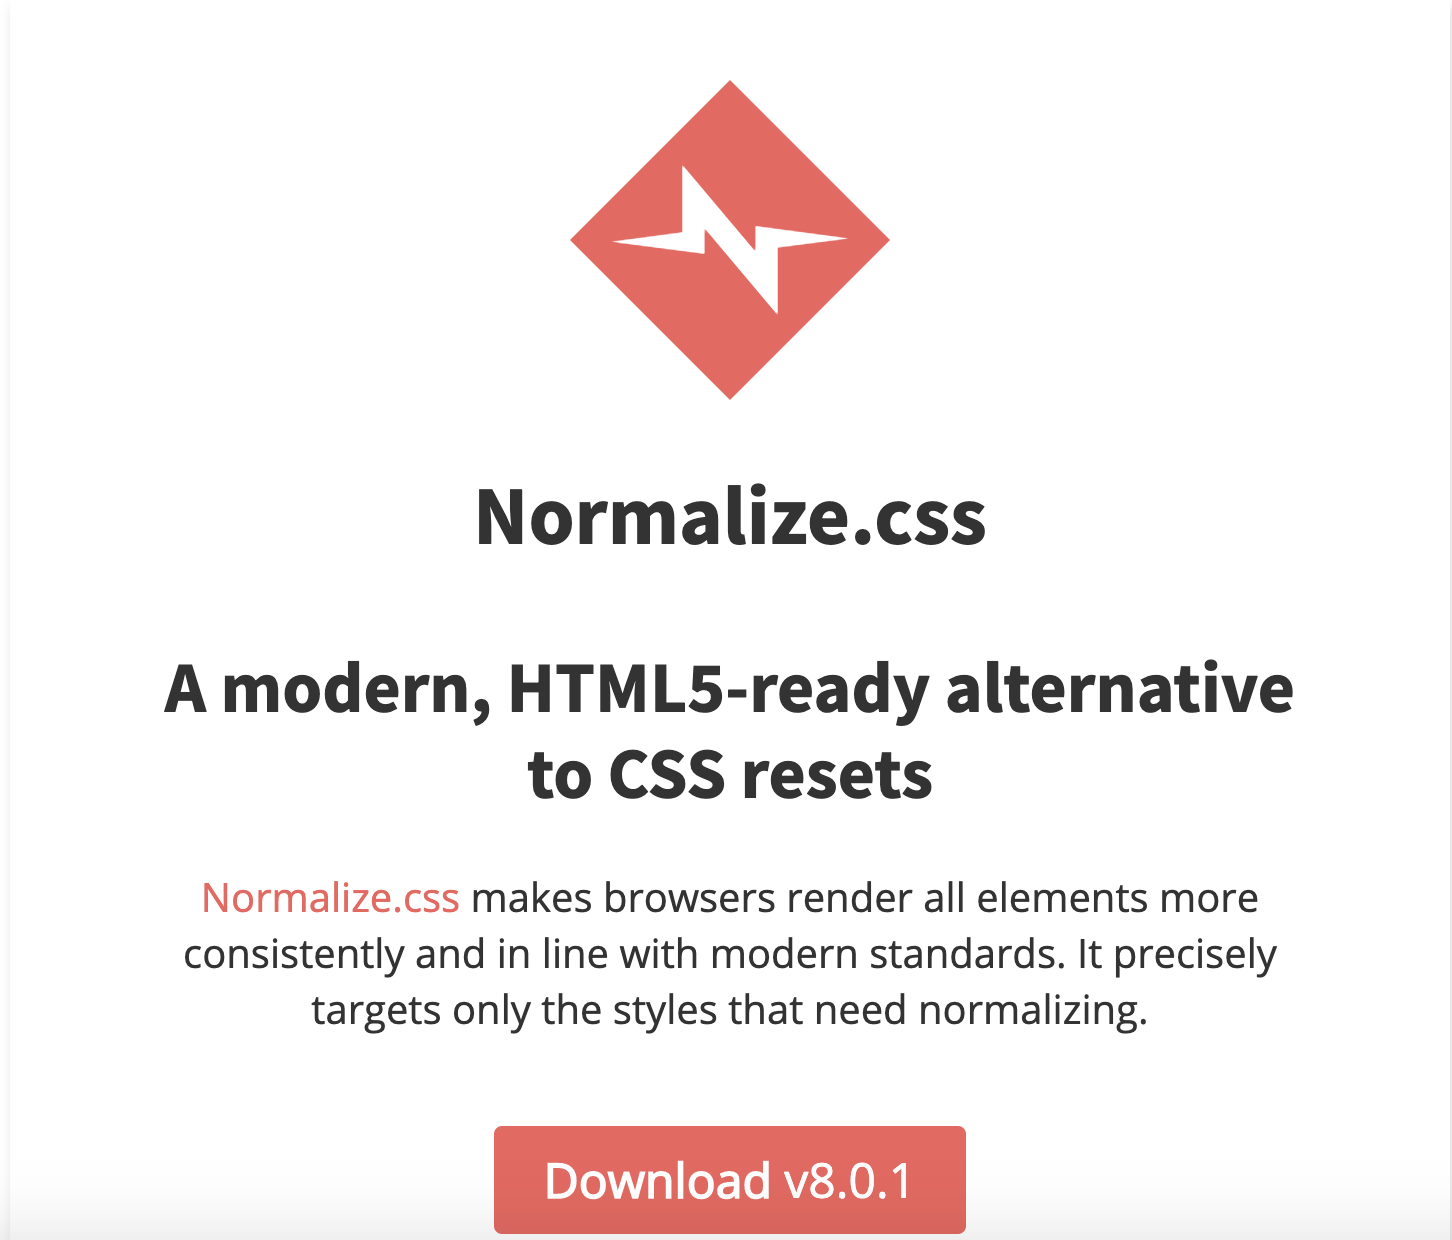 Normalize.css
A modern, HTML5-ready alternative
to CSS resets
Normalize.css makes browsers render all elements more
consistently and in line with modern standards. It precisely
targets only the styles that need normalizing.
Download v8.0.1